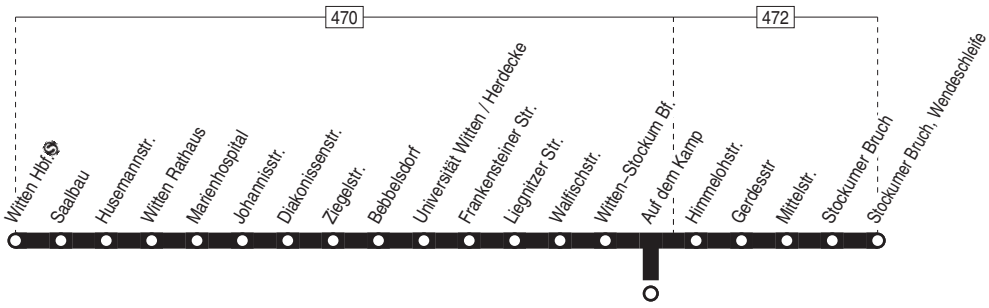 470
472
Witten Hbf. S
Saalbau
Husemannstr.
Witten Rathaus
Marienhospital
Johannisstr.
Diakonissenstr.
Ziegelstr.
Bebbelsdorf
Universität Witten / Herdecke
Frankensteiner Str.
Liegnitzer Str.
Walfischstr.
Witten–Stockum Bf.
Auf dem Kamp
Himmelohstr.
Gerdesstr
Mittelstr.
Stockumer Bruch
Stockumer Bruch, Wendeschleife